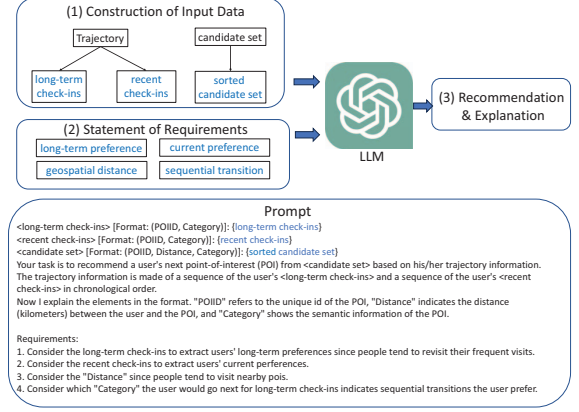 (1) Construction of Input Data
Trajectory
candidate set
long-term check-ins
recent check-ins
sorted candidate set
(2) Statement of Requirements
long-term preference
current preference
geospatial distance
sequential transition
LLM
(3) Recommendation & Explanation
Prompt
<long-term check-ins> [Format: (POIID, Category)]: {long-term check-ins}
<recent check-ins> [Format: (POIID, Category)]: {recent check-ins}
<candidate set> [Format: (POIID, Distance, Category)]: {sorted candidate set}
Your task is to recommend a user's next point-of-interest (POI) from <candidate set> based on his/her trajectory information.
The trajectory information is made of a sequence of the user's <long-term check-ins> and a sequence of the user's <recent
check-ins> in chronological order.
Now I explain the elements in the format. "POIID" refers to the unique id of the POI, "Distance" indicates the distance
(kilometers) between the user and the POI, and "Category" shows the semantic information of the POI.
Requirements:
1. Consider the long-term check-ins to extract users' long-term preferences since people tend to revisit their frequent visits.
2. Consider the recent check-ins to extract users' current perferences.
3. Consider the "Distance" since people tend to visit nearby pois.
4. Consider which "Category" the user would go next for long-term check-ins indicates sequential transitions the user prefer.